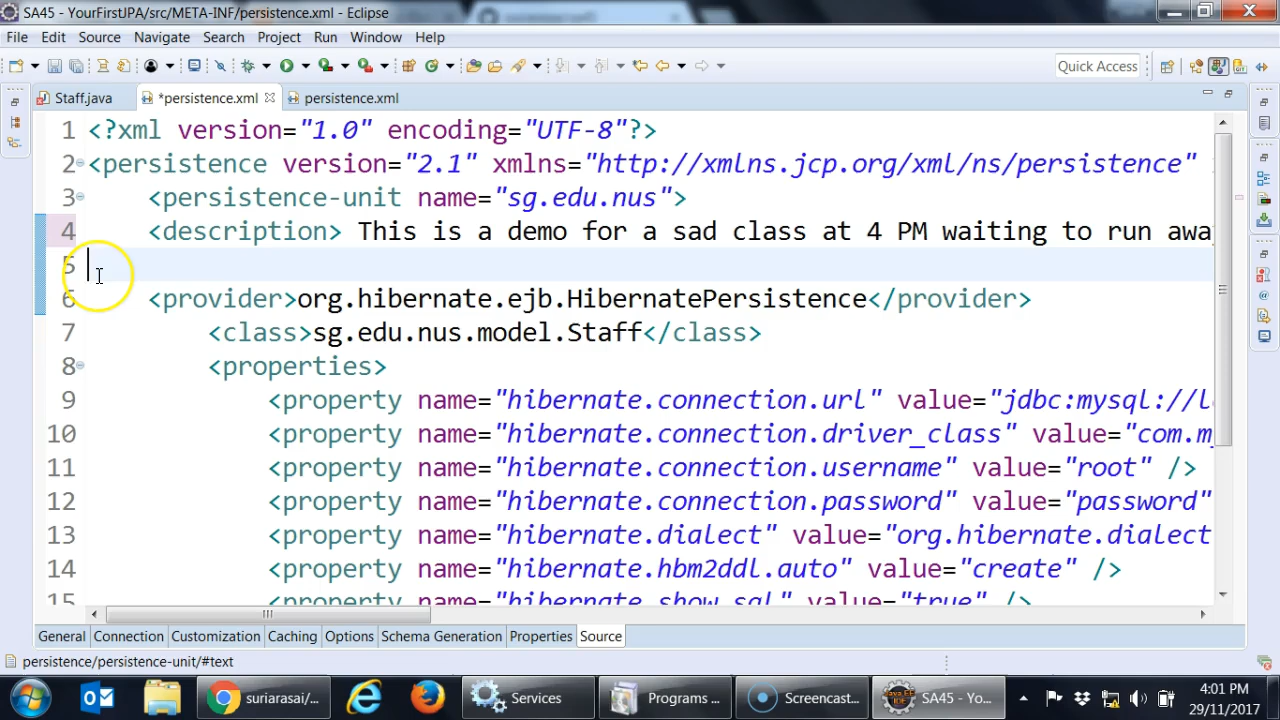 SA45 - YourFirstJPA/src/META-INF/persistence.xml - Eclipse
File Edit Source Navigate Search Project Run Window Help
Quick Access
Staff.java *persistence.xml persistence.xml
1 <?xml version="1.0" encoding="UTF-8"?>
2 <persistence version="2.1" xmlns="http://xmlns.jcp.org/xml/ns/persistence"
3 <persistence-unit name="sg.edu.nus">
4 <description> This is a demo for a sad class at 4 PM waiting to run awa
5
6 <provider>org.hibernate.ejb.HibernatePersistence</provider>
7 <class>sg.edu.nus.model.Staff</class>
8 <properties>
9 <property name="hibernate.connection.url" value="jdbc:mysql://l
10 <property name="hibernate.connection.driver_class" value="com.m
11 <property name="hibernate.connection.username" value="root" />
12 <property name="hibernate.connection.password" value="password"
13 <property name="hibernate.dialect" value="org.hibernate.dialect
14 <property name="hibernate.hbm2ddl.auto" value="create" />
15 <property name="hibernate.show_sql" value="true" />
General Connection Customization Caching Options Schema Generation Properties Source
persistence/persistence-unit/#text
suriarasai/... Services Programs ... Screencast... SA45 - Yo... 4:01 PM
29/11/2017